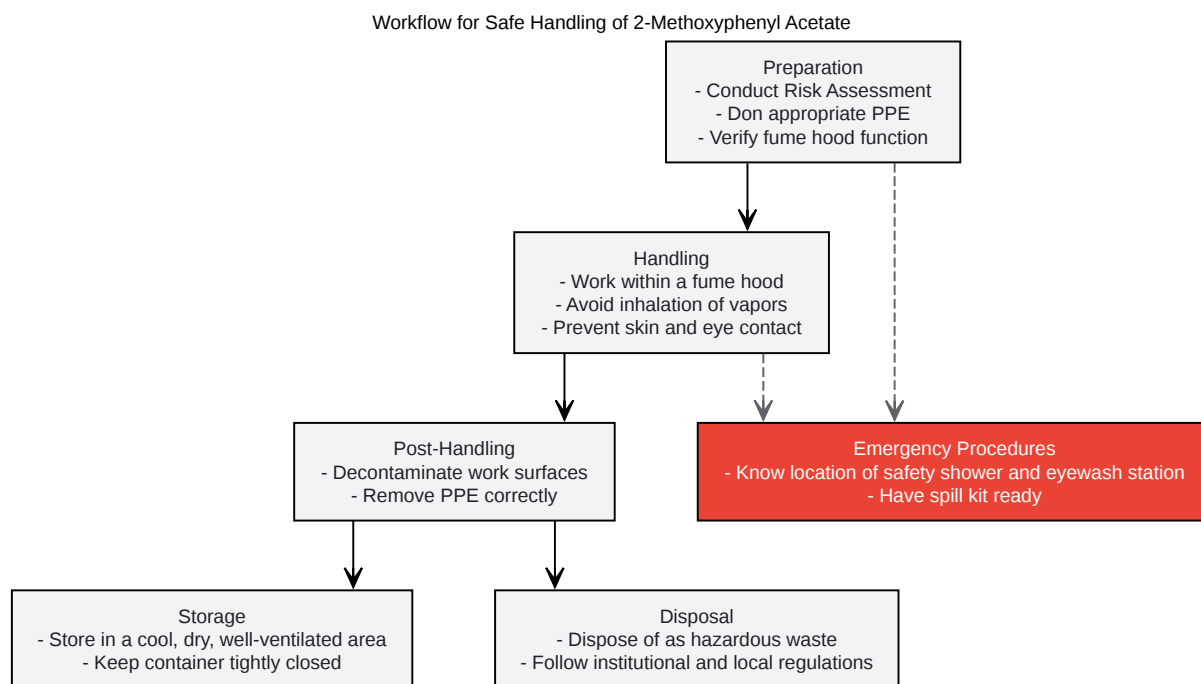 Workflow for Safe Handling of 2-Methoxyphenyl Acetate
Preparation
- Conduct Risk Assessment
- Don appropriate PPE
- Verify fume hood function
Handling
- Work within a fume hood
- Avoid inhalation of vapors
- Prevent skin and eye contact
Post-Handling
- Decontaminate work surfaces
- Remove PPE correctly
Emergency Procedures
- Know location of safety shower and eyewash station
- Have spill kit ready
Storage
- Store in a cool, dry, well-ventilated area
- Keep container tightly closed
Disposal
- Dispose of as hazardous waste
- Follow institutional and local regulations